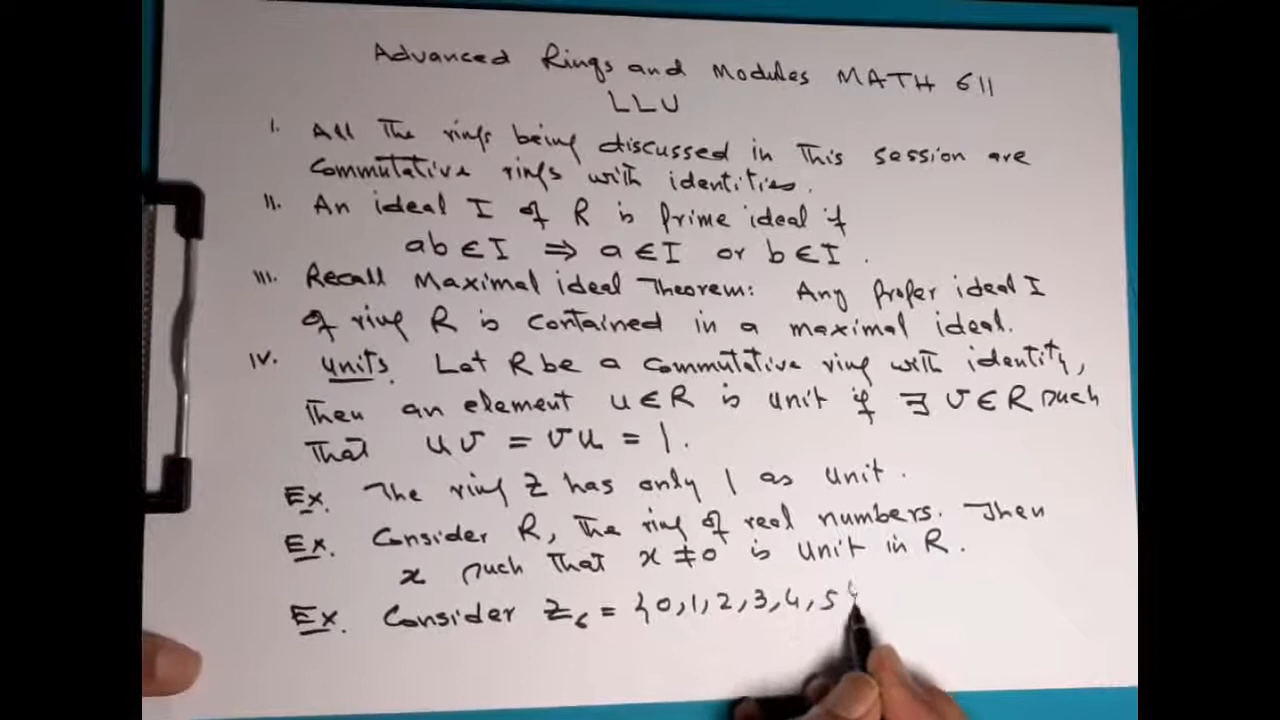 Advanced Rings and Modules MATH 611
LLU
I. All The rings being discussed in This session are
Commutative rings with identities.
II. An ideal I of R is prime ideal if
ab ∈ I ⇒ a ∈ I or b ∈ I.
III. Recall Maximal ideal Theorem: Any proper ideal I
of ring R is contained in a maximal ideal.
IV. Units. Let R be a commutative ring with identity,
Then an element u ∈ R is unit if ∃ v ∈ R such
That uv = vu = 1.
Ex. The ring Z has only 1 as unit.
Ex. Consider R, The ring of real numbers. Then
x such That x ≠ 0 is unit in R.
Ex. Consider Z₆ = {0,1,2,3,4,5